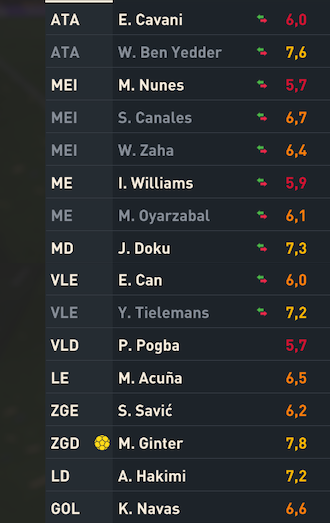 ATA E. Cavani 6,0
ATA W. Ben Yedder 7,6
MEI M. Nunes 5,7
MEI S. Canales 6,7
MEI W. Zaha 6,4
ME I. Williams 5,9
ME M. Oyarzabal 6,1
MD J. Doku 7,3
VLE E. Can 6,0
VLE Y. Tielemans 7,2
VLD P. Pogba 5,7
LE M. Acuña 6,5
ZGE S. Savić 6,2
ZGD M. Ginter 7,8
LD A. Hakimi 7,2
GOL K. Navas 6,6